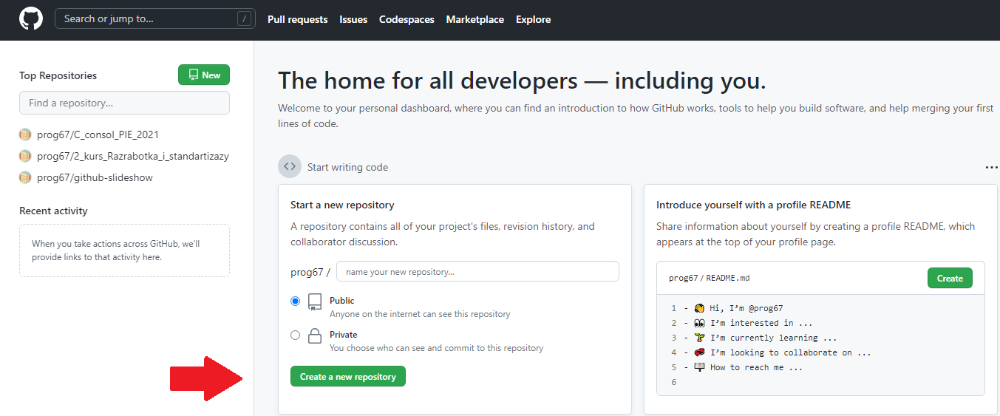 Search or jump to...
/
Pull requests
Issues
Codespaces
Marketplace
Explore
Top Repositories
New
Find a repository...
prog67/C_consol_PIE_2021
prog67/2_kurs_Razrabotka_i_standartizazy
prog67/github-slideshow
Recent activity
When you take actions across GitHub, we'll
provide links to that activity here.
The home for all developers — including you.
Welcome to your personal dashboard, where you can find an introduction to how GitHub works, tools to help you build software, and help merging your first
lines of code.
Start writing code
Start a new repository
A repository contains all of your project's files, revision history, and
collaborator discussion.
prog67 /
name your new repository...
Public
Anyone on the internet can see this repository
Private
You choose who can see and commit to this repository
Create a new repository
Introduce yourself with a profile README
Share information about yourself by creating a profile README, which
appears at the top of your profile page.
prog67 / README.md
Create
1 - 👋 Hi, I'm @prog67
2 - 👀 I'm interested in ...
3 - 🌱 I'm currently learning ...
4 - 💞️ I'm looking to collaborate on ...
5 - 📫 How to reach me ...
6